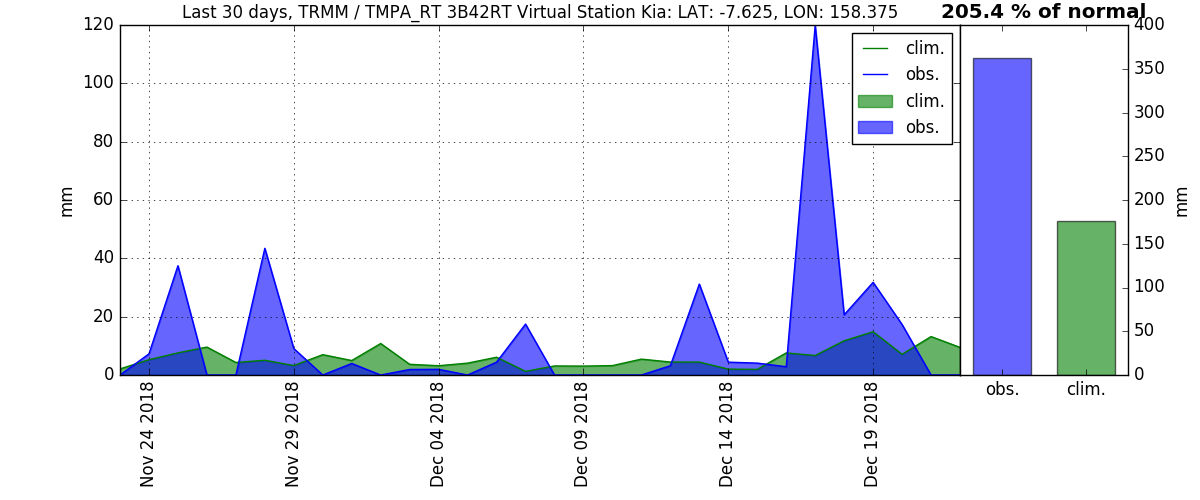 Last 30 days, TRMM / TMPA_RT 3B42RT Virtual Station Kia: LAT: -7.625, LON: 158.375
205.4 % of normal
120
100
80
60
40
20
0
mm
clim.
obs.
clim.
obs.
400
350
300
250
200
150
100
50
0
mm
Nov 24 2018
Nov 29 2018
Dec 04 2018
Dec 09 2018
Dec 14 2018
Dec 19 2018
obs.
clim.